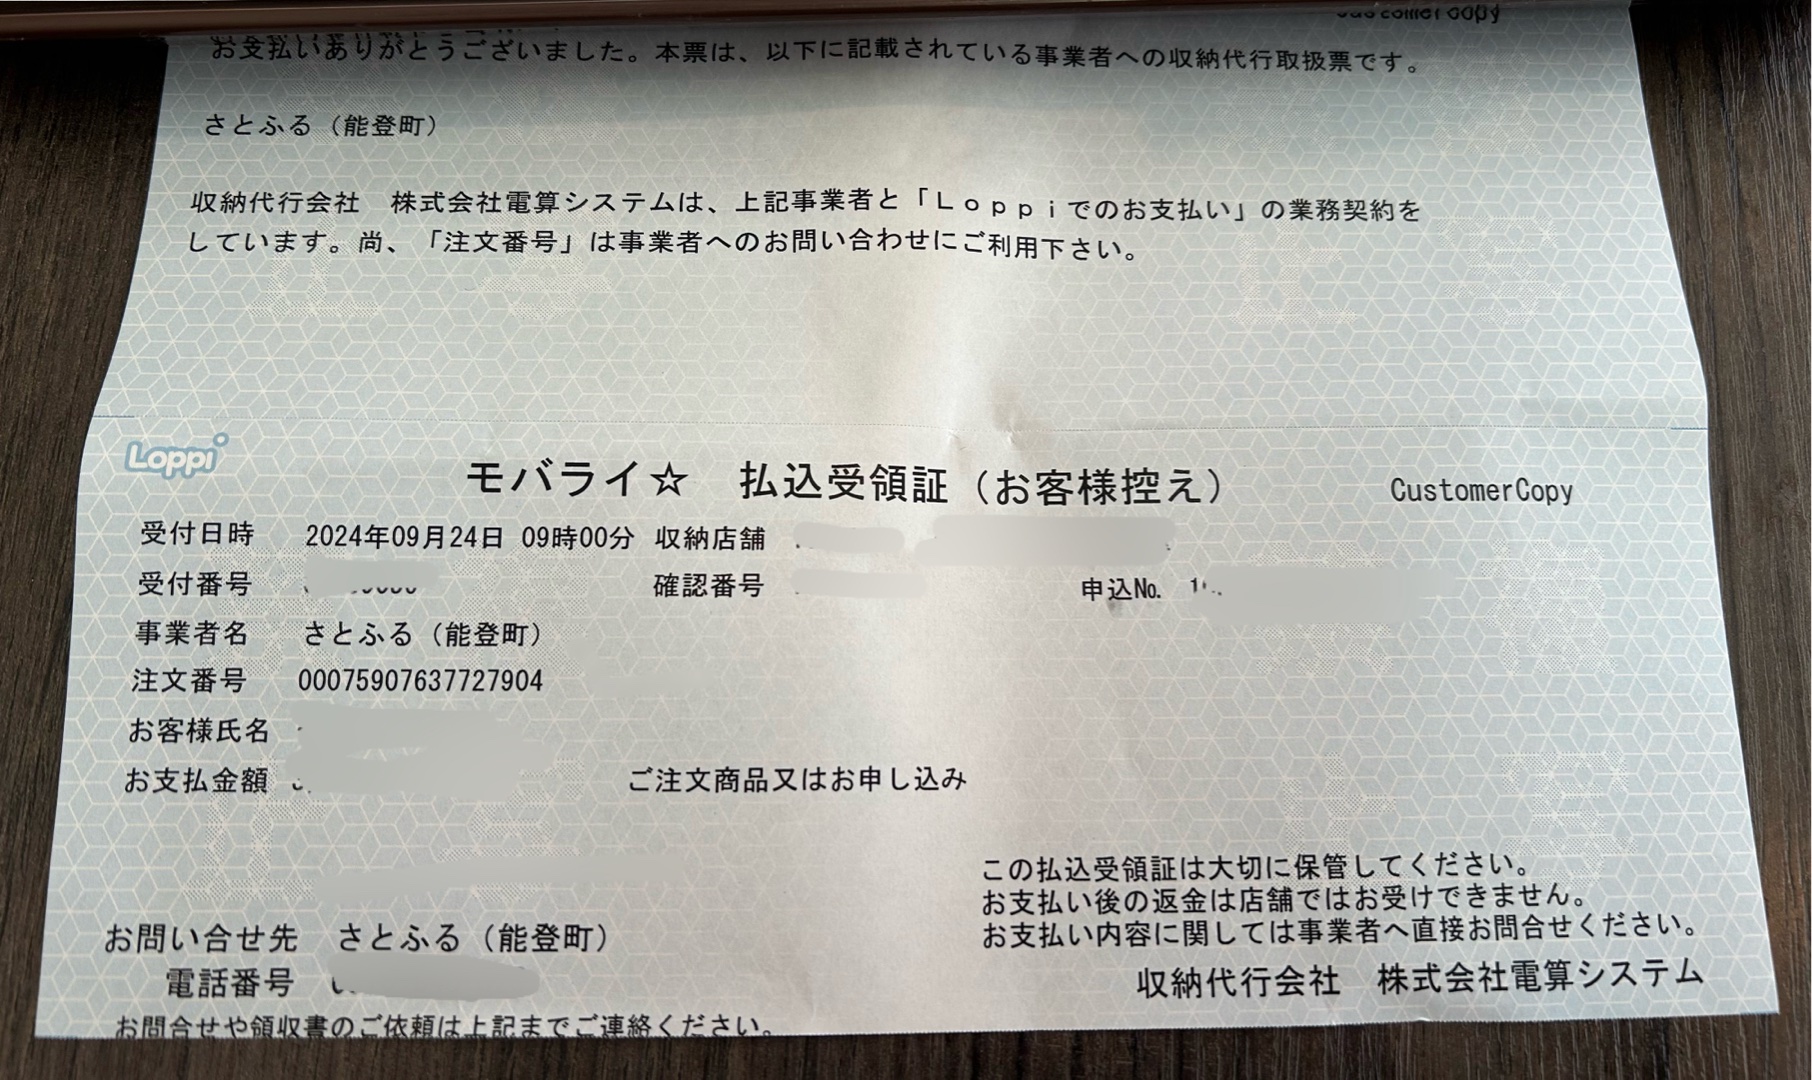 CustomerCopy
お支払いありがとうございました。本票は、以下に記載されている事業者への収納代行取扱票です。
さとふる（能登町）
収納代行会社　株式会社電算システムは、上記事業者と「Ｌｏｐｐｉでのお支払い」の業務契約を
しています。尚、「注文番号」は事業者へのお問い合わせにご利用下さい。
Loppi
モバライ☆　払込受領証（お客様控え）　CustomerCopy
受付日時　2024年09月24日 09時00分　収納店舗
受付番号　確認番号　申込№.
事業者名　さとふる（能登町）
注文番号　00075907637727904
お客様氏名
お支払金額　ご注文商品又はお申し込み
この払込受領証は大切に保管してください。
お支払い後の返金は店舗ではお受けできません。
お支払い内容に関しては事業者へ直接お問合せください。
お問い合せ先　さとふる（能登町）
電話番号
収納代行会社　株式会社電算システム
お問合せや領収書のご依頼は上記までご連絡ください。